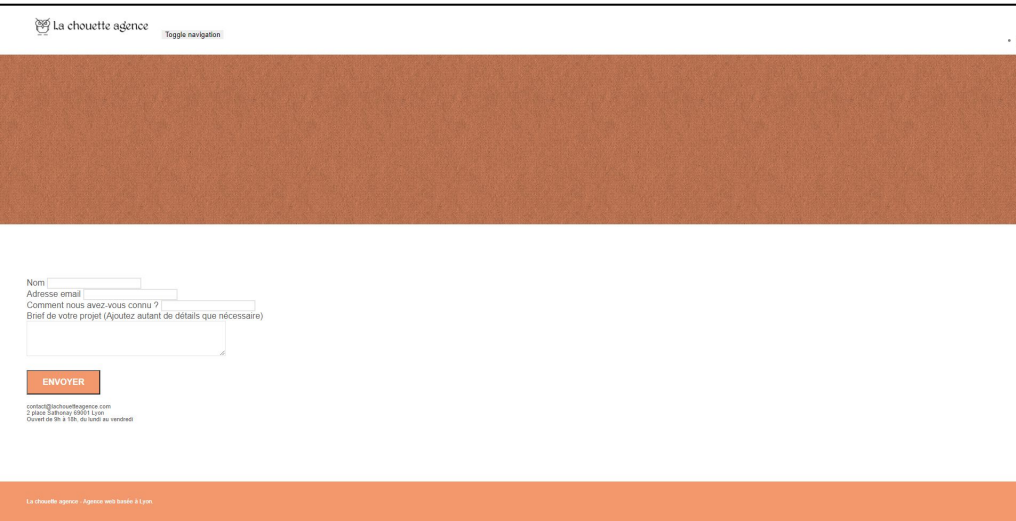 La chouette agence
Toggle navigation
Nom
Adresse email
Comment nous avez-vous connu ?
Brief de votre projet (Ajoutez autant de détails que nécessaire)
ENVOYER
contact@lachouetteagence.com
2 place Sathonay 69001 Lyon
Ouvert de 9h à 18h, du lundi au vendredi
La chouette agence - Agence web basée à Lyon.